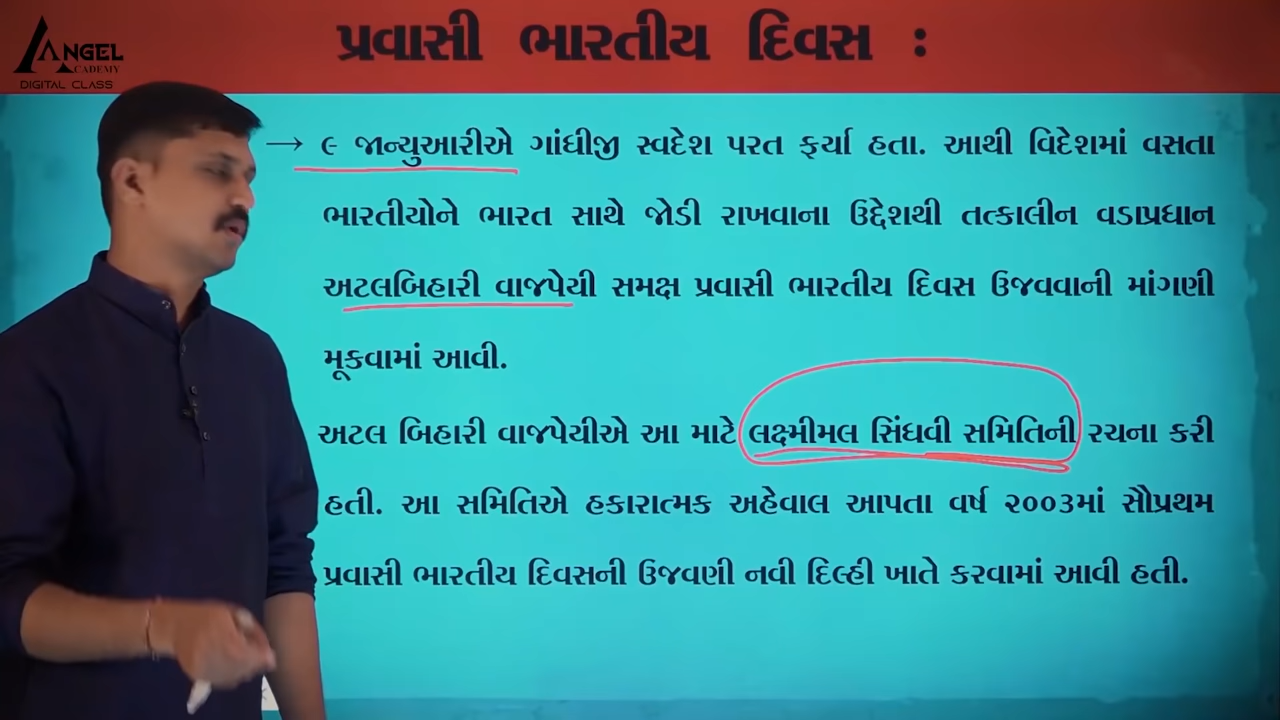 ANGEL
ACADEMY
DIGITAL CLASS
પ્રવાસી ભારતીય દિવસ :
→ ૯ જાન્યુઆરીએ ગાંધીજી સ્વદેશ પરત ફર્યા હતા. આથી વિદેશમાં વસતા
ભારતીયોને ભારત સાથે જોડી રાખવાના ઉદ્દેશથી તત્કાલીન વડાપ્રધાન
અટલબિહારી વાજપેયી સમક્ષ પ્રવાસી ભારતીય દિવસ ઉજવવાની માંગણી
મૂકવામાં આવી.
અટલ બિહારી વાજપેયીએ આ માટે લક્ષ્મીમલ સિંઘવી સમિતિની રચના કરી
હતી. આ સમિતિએ હકારાત્મક અહેવાલ આપતા વર્ષ ૨૦૦૩માં સૌપ્રથમ
પ્રવાસી ભારતીય દિવસની ઉજવણી નવી દિલ્હી ખાતે કરવામાં આવી હતી.